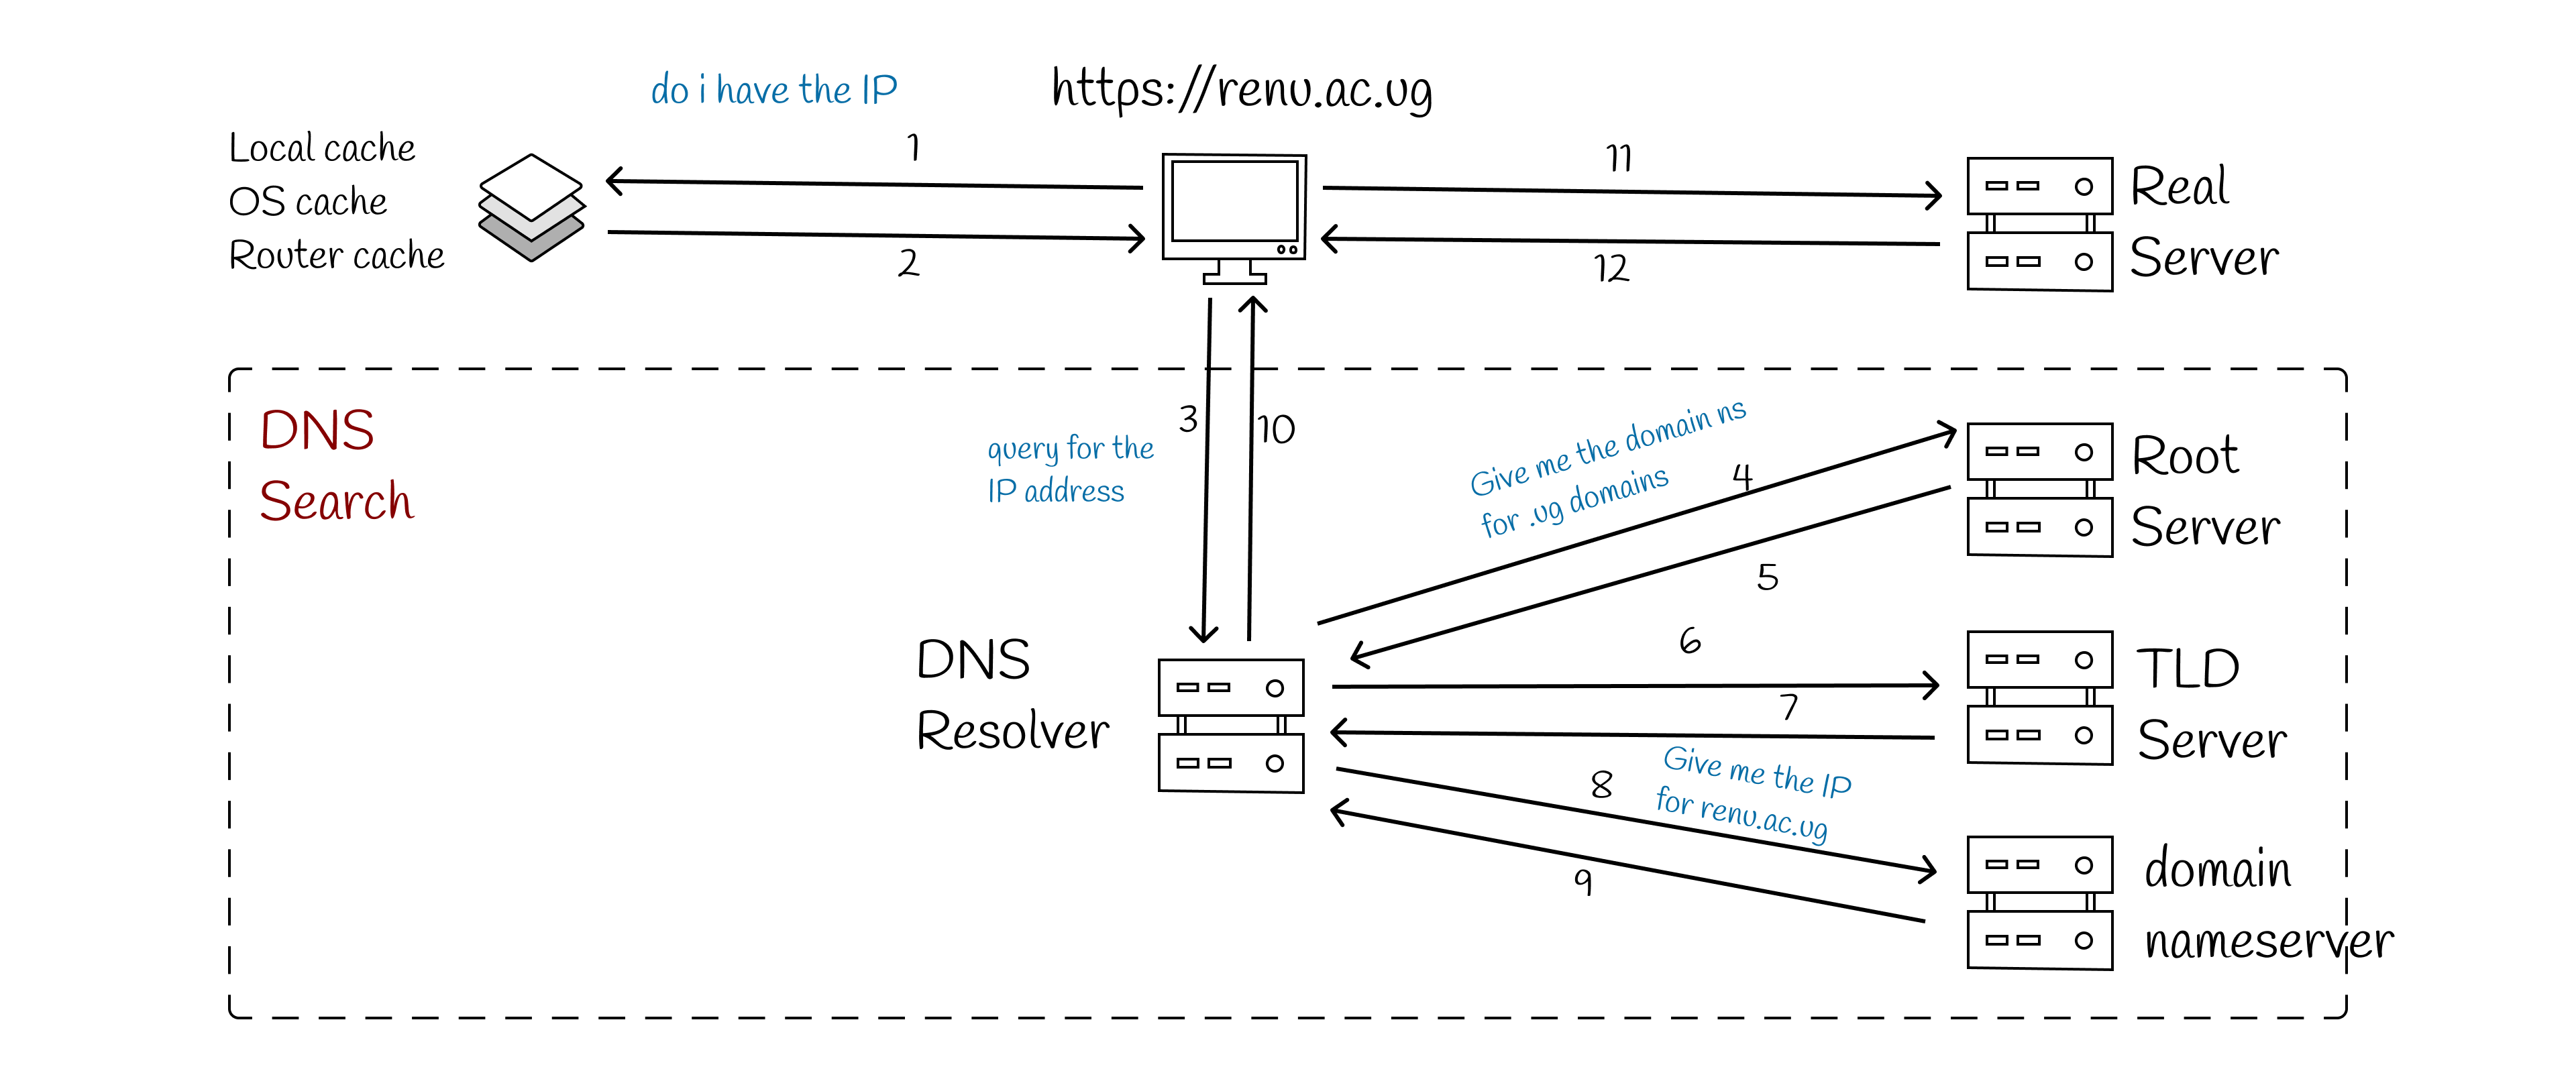 do i have the IP
https://renu.ac.ug
Local cache
OS cache
Router cache
1
2
11
12
Real
Server
DNS
Search
3
10
query for the
IP address
Give me the domain ns
for .ug domains
4
5
Root
Server
DNS
Resolver
6
7
TLD
Server
8
Give me the IP
for renu.ac.ug
9
domain
nameserver